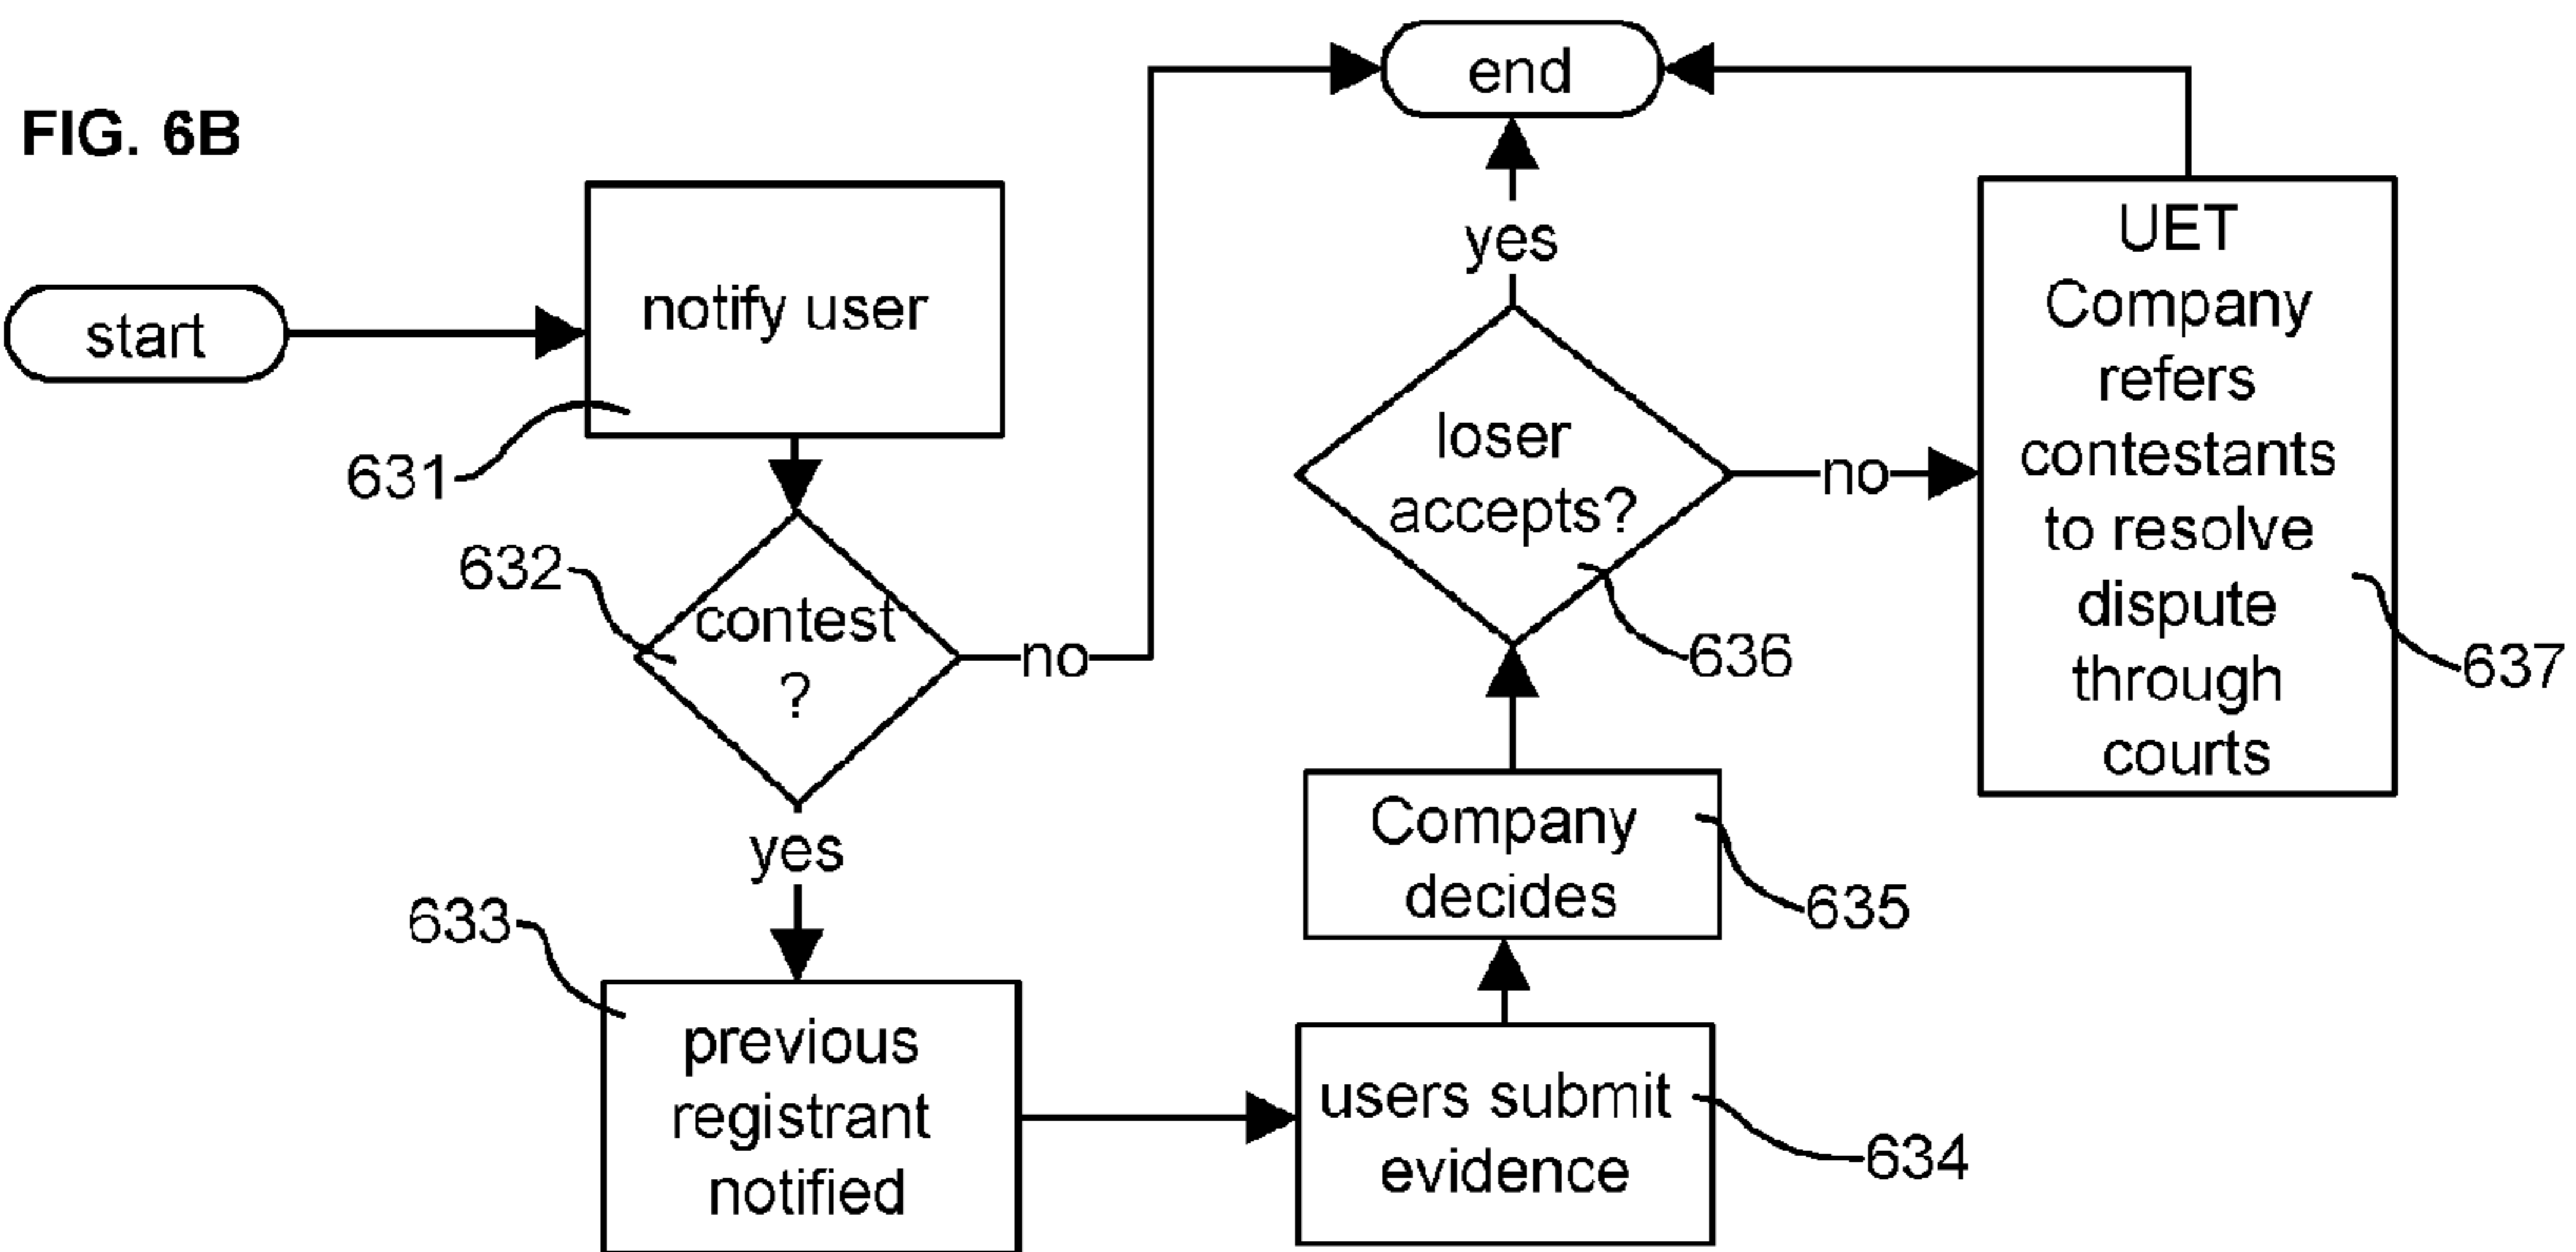 FIG. 6B
start
notify user
631
632
contest
?
no
yes
633
previous
registrant
notified
users submit
evidence
634
Company
decides
635
loser
accepts?
636
yes
no
end
UET
Company
refers
contestants
to resolve
dispute
through
courts
637